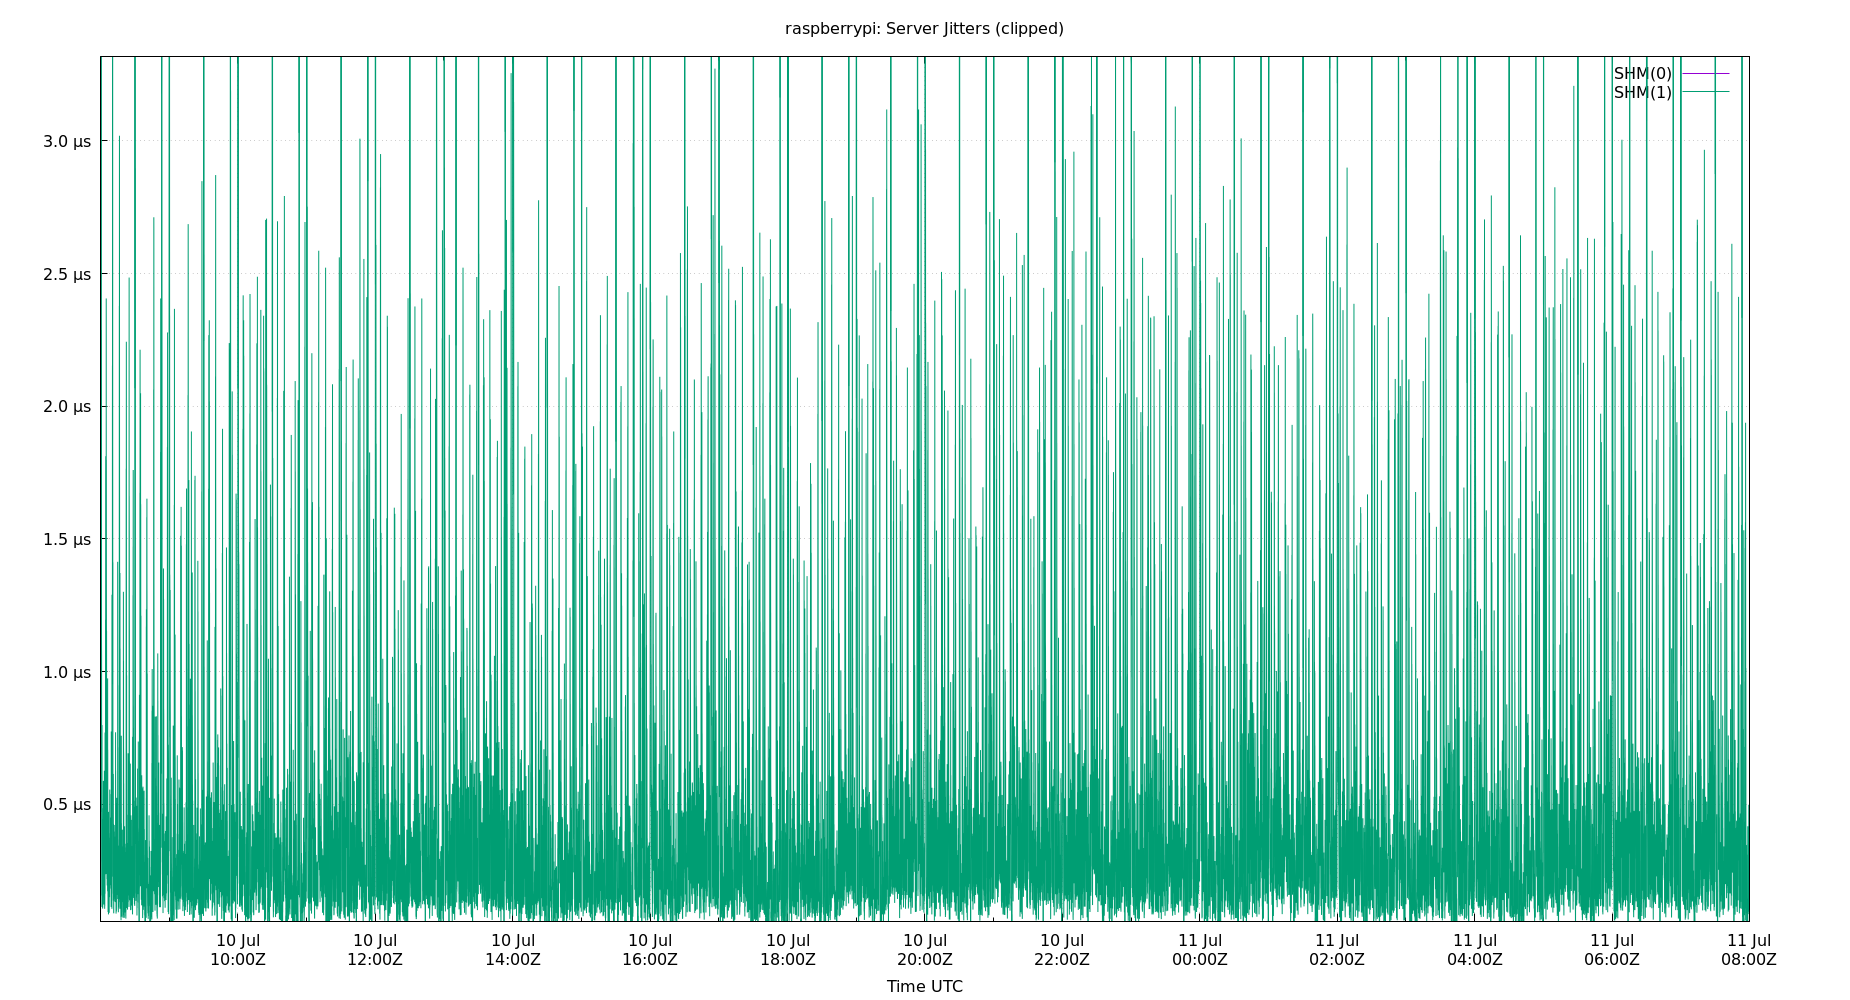 raspberrypi: Server Jitters (clipped)
SHM(0)
SHM(1)
3.0 µs
2.5 µs
2.0 µs
1.5 µs
1.0 µs
0.5 µs
10 Jul 10 Jul 10 Jul 10 Jul 10 Jul 10 Jul 10 Jul 11 Jul 11 Jul 11 Jul 11 Jul 11 Jul
10:00Z 12:00Z 14:00Z 16:00Z 18:00Z 20:00Z 22:00Z 00:00Z 02:00Z 04:00Z 06:00Z 08:00Z
Time UTC